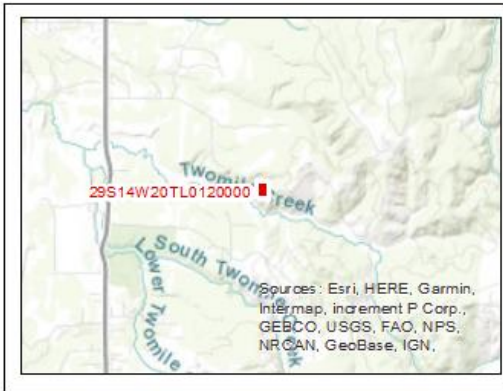 29S14W20TL0120000
Twomile Creek
South Twomile Creek
Lower Twomile
Sources: Esri, HERE, Garmin,
Intermap, increment P Corp.,
GEBCO, USGS, FAO, NPS,
NRCAN, GeoBase, IGN,